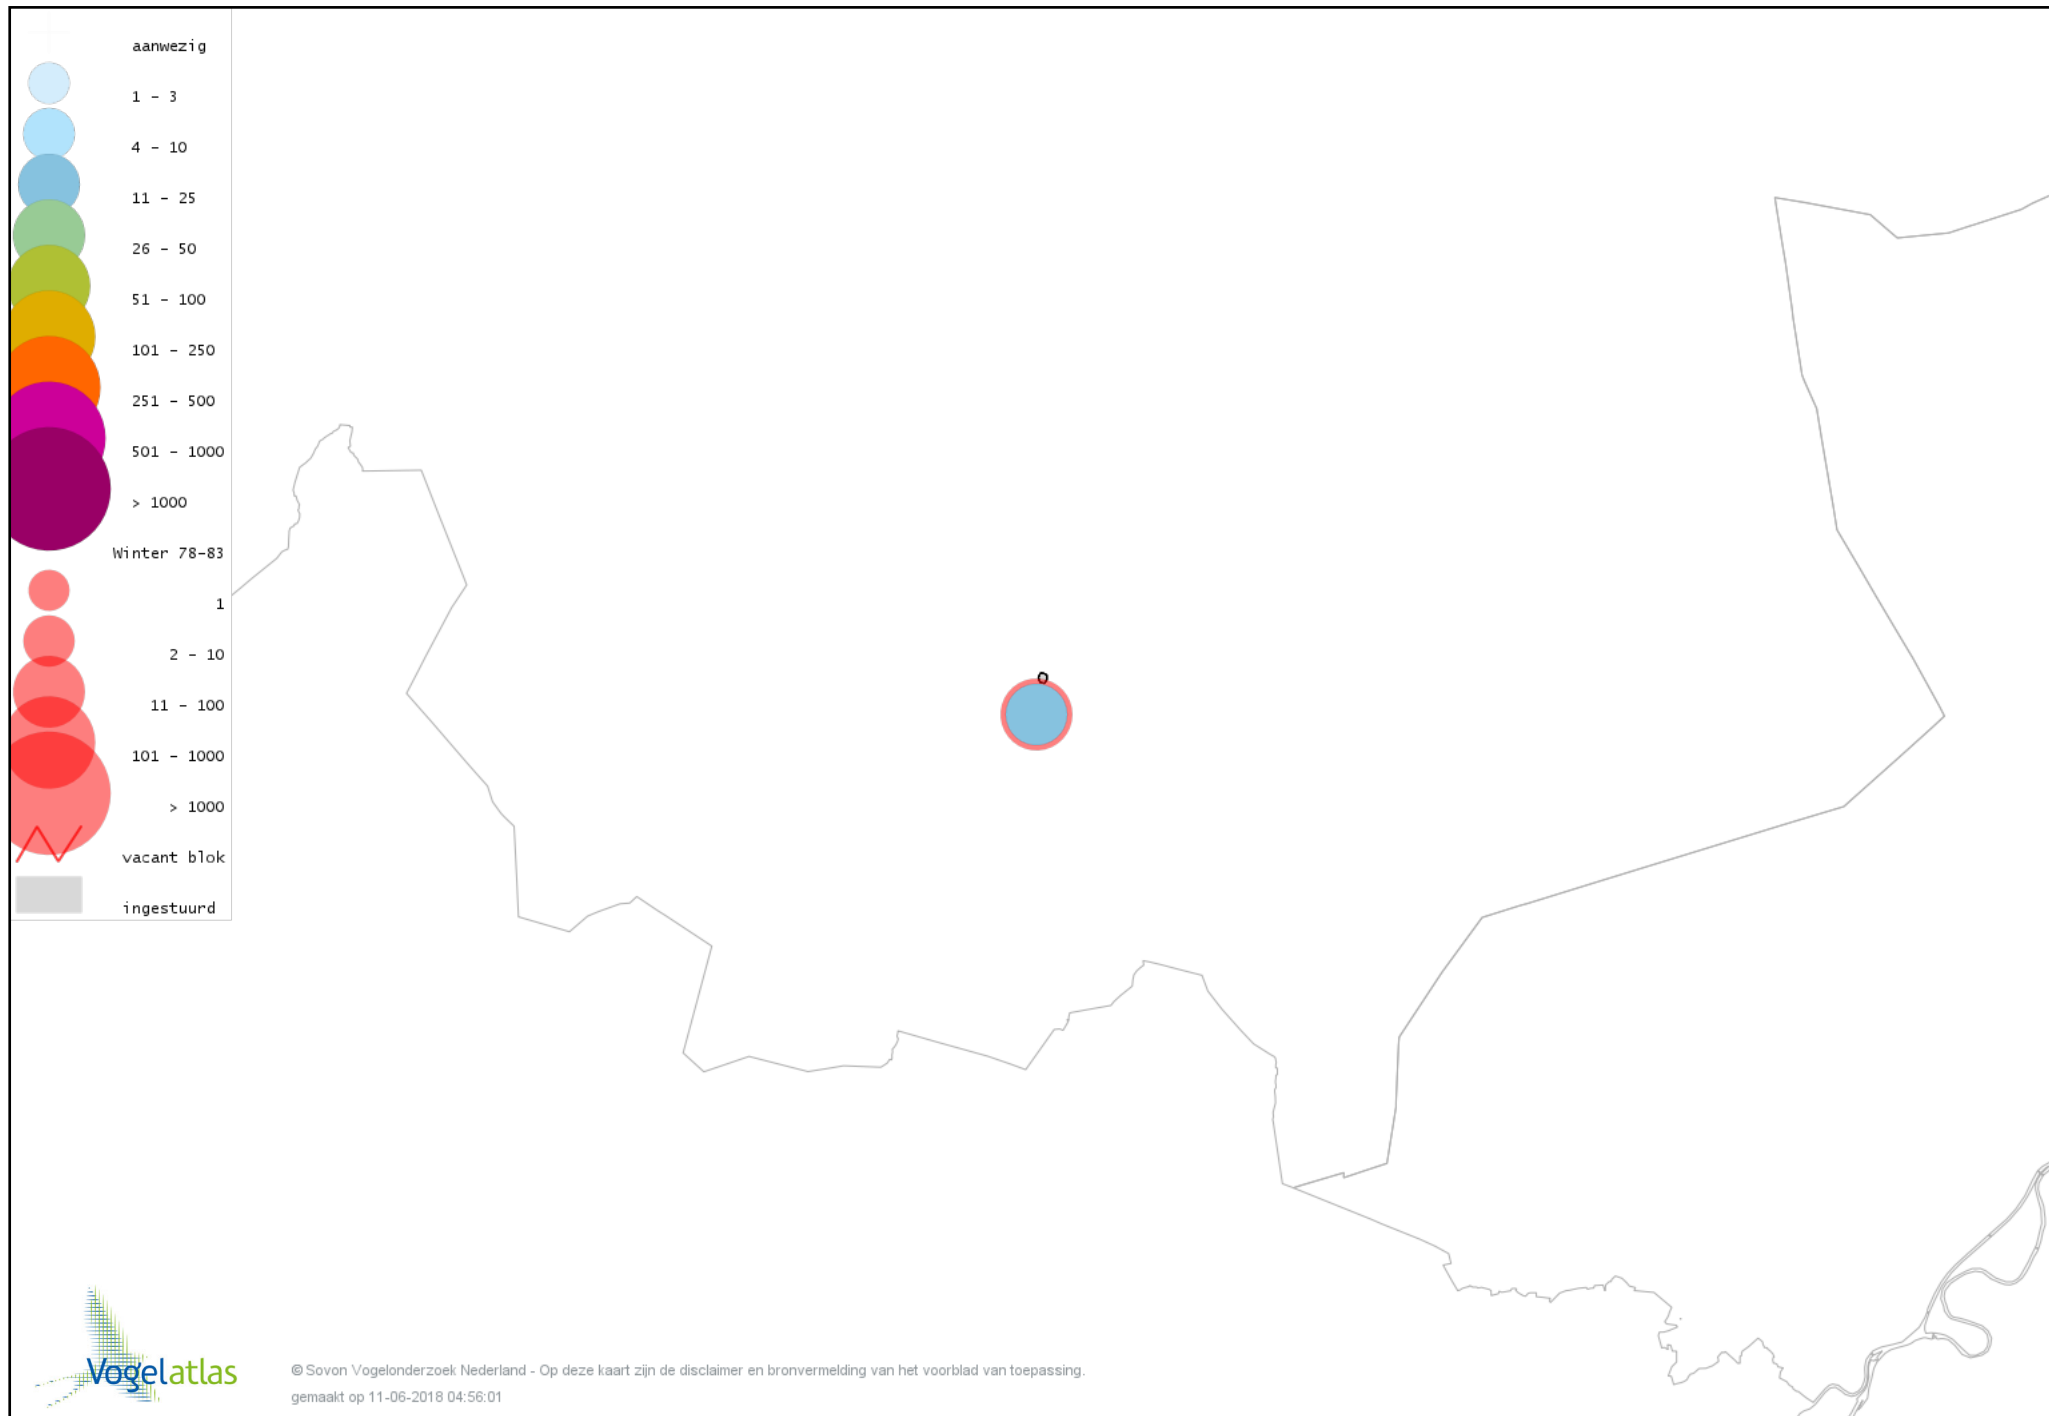 aanwezig
1 - 3
4 - 10
11 - 25
26 - 50
51 - 100
101 - 250
251 - 500
501 - 1000
> 1000
Winter 78-83
1
2 - 10
11 - 100
101 - 1000
> 1000
vacant blok
ingestuurd
0
Vogelatlas
© Sovon Vogelonderzoek Nederland - Op deze kaart zijn de disclaimer en bronvermelding van het voorblad van toepassing.
gemaakt op 11-06-2018 04:56:01